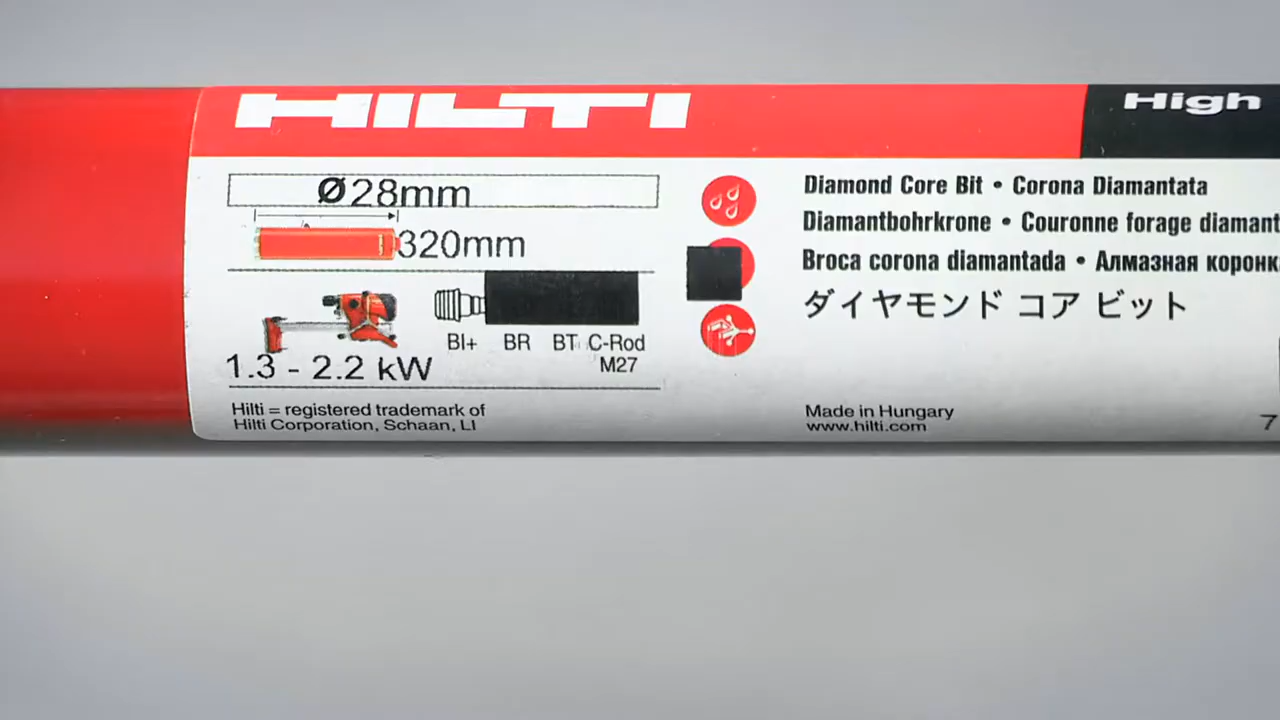 HILTI
High
Ø28mm
320mm
BI+ BR BT C-Rod
M27
1.3 - 2.2 kW
Hilti = registered trademark of
Hilti Corporation, Schaan, LI
Diamond Core Bit • Corona Diamantata
Diamantbohrkrone • Couronne forage diamant
Broca corona diamantada • Алмазная коронк
ダイヤモンド コア ビット
Made in Hungary
www.hilti.com
7